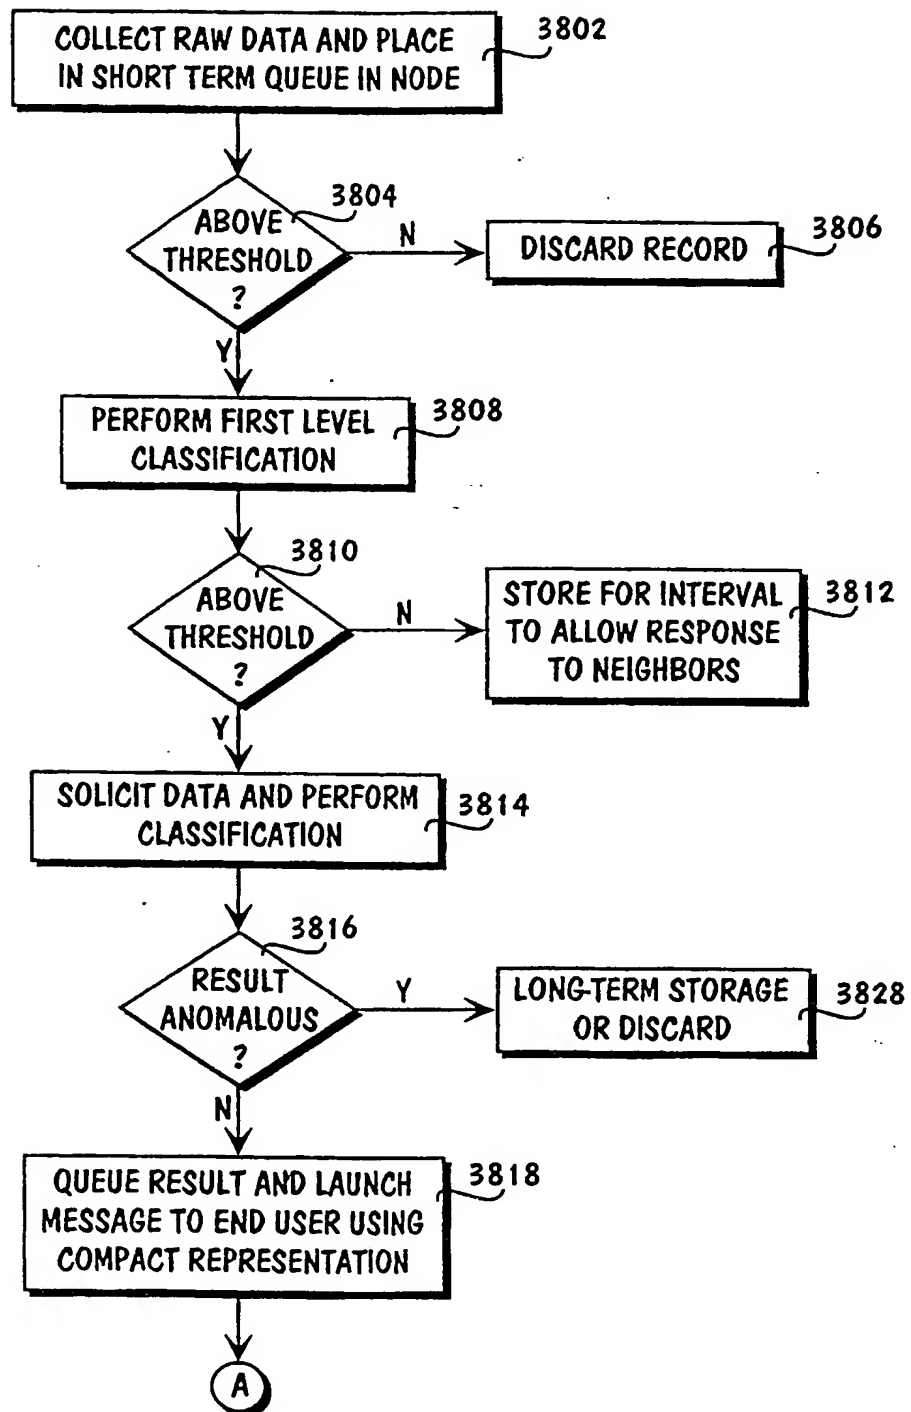 COLLECT RAW DATA AND PLACE
IN SHORT TERM QUEUE IN NODE
3802
ABOVE
THRESHOLD
?
3804
N
DISCARD RECORD
3806
Y
PERFORM FIRST LEVEL
CLASSIFICATION
3808
ABOVE
THRESHOLD
?
3810
N
STORE FOR INTERVAL
TO ALLOW RESPONSE
TO NEIGHBORS
3812
Y
SOLICIT DATA AND PERFORM
CLASSIFICATION
3814
RESULT
ANOMALOUS
?
3816
Y
LONG-TERM STORAGE
OR DISCARD
3828
N
QUEUE RESULT AND LAUNCH
MESSAGE TO END USER USING
COMPACT REPRESENTATION
3818
A